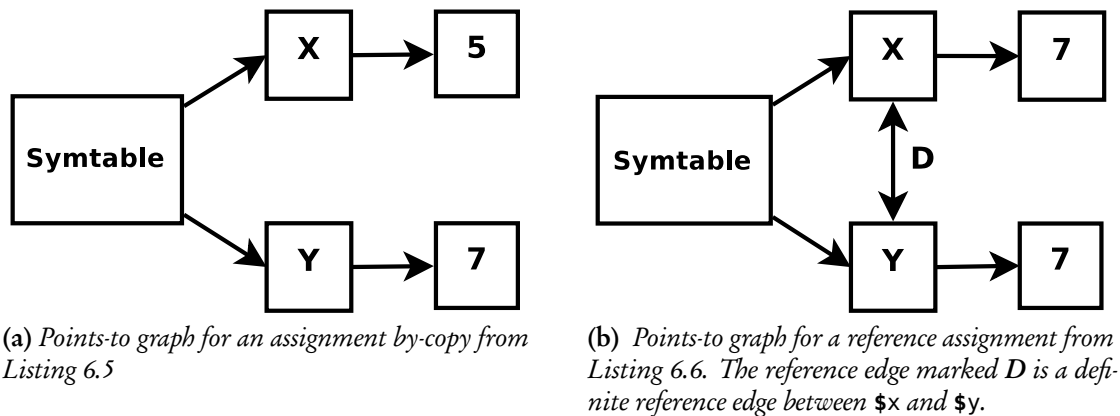 X
5
Symtable
Y
7
(a) Points-to graph for an assignment by-copy from
Listing 6.5
X
7
Symtable
D
Y
7
(b) Points-to graph for a reference assignment from
Listing 6.6. The reference edge marked D is a defi-
nite reference edge between $x and $y.